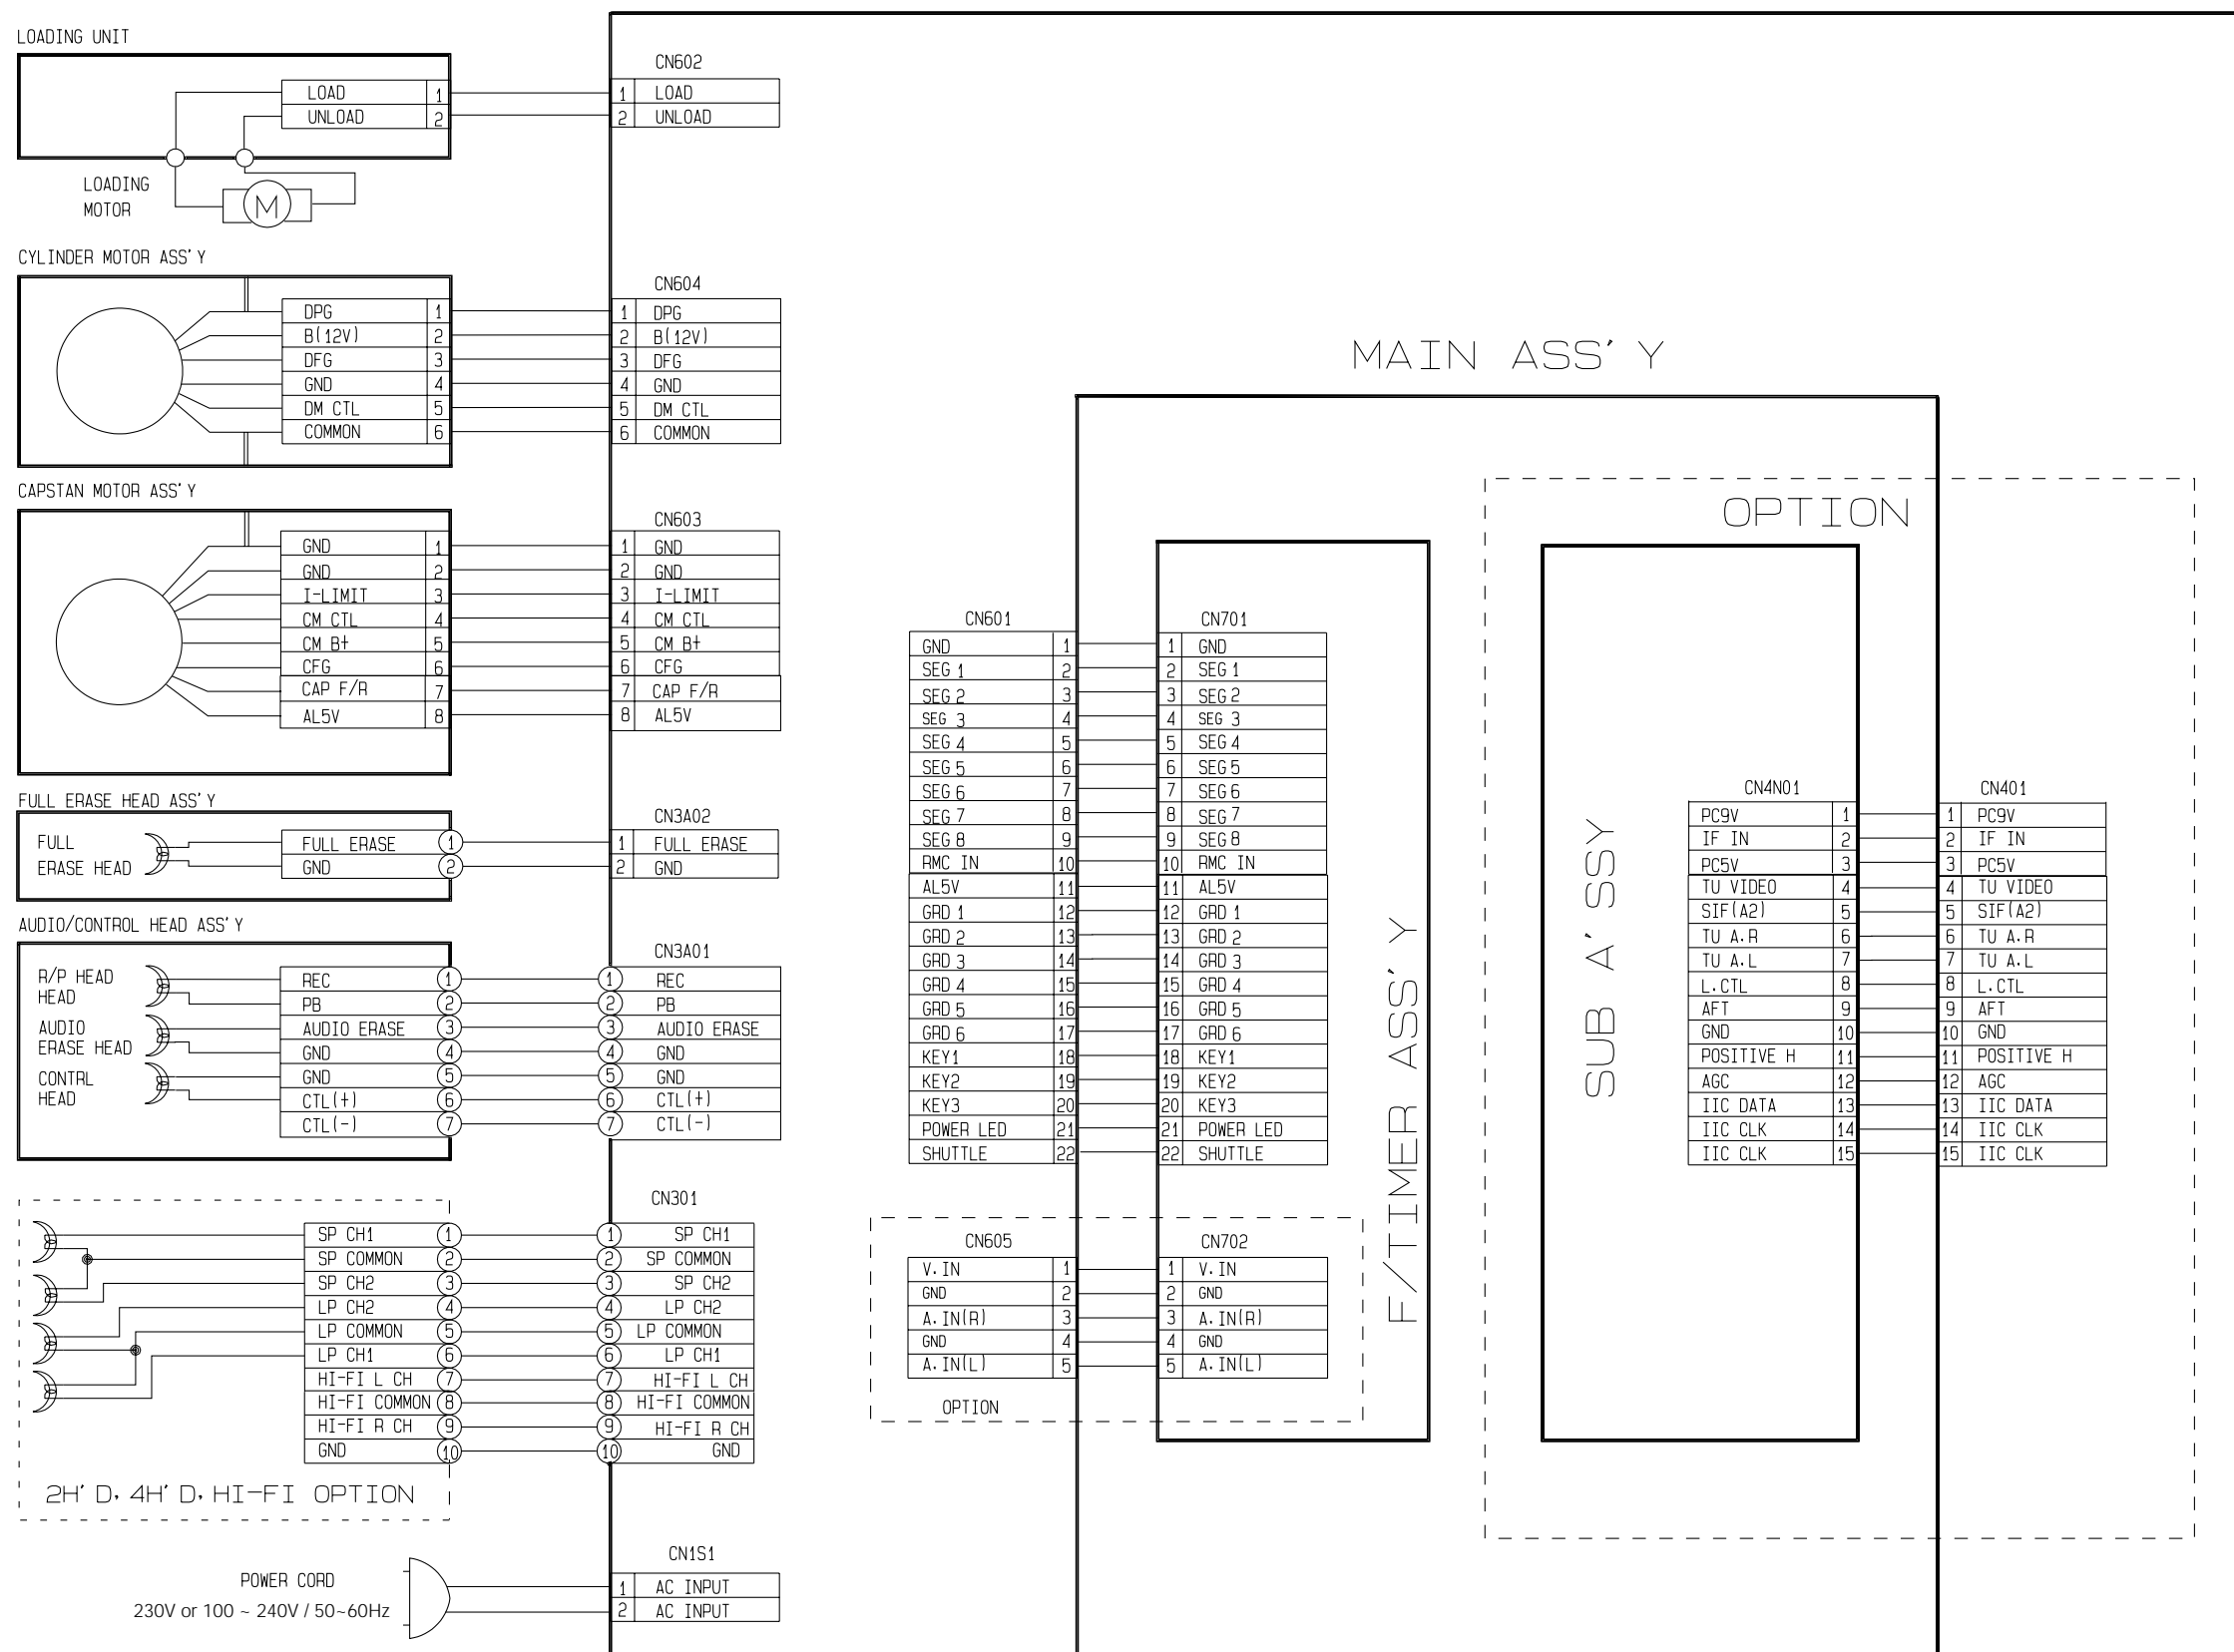 LOADING UNIT
LOAD 1
UNLOAD 2
CN602
1 LOAD
2 UNLOAD
LOADING
MOTOR
M
CYLINDER MOTOR ASS'Y
DPG 1
B(12V) 2
DFG 3
GND 4
DM CTL 5
COMMON 6
CN604
1 DPG
2 B(12V)
3 DFG
4 GND
5 DM CTL
6 COMMON
CAPSTAN MOTOR ASS'Y
GND 1
GND 2
I-LIMIT 3
CM CTL 4
CM B+ 5
CFG 6
CAP F/R 7
AL5V 8
CN603
1 GND
2 GND
3 I-LIMIT
4 CM CTL
5 CM B+
6 CFG
7 CAP F/R
8 AL5V
FULL ERASE HEAD ASS'Y
FULL
ERASE HEAD
FULL ERASE 1
GND 2
CN3A02
1 FULL ERASE
2 GND
AUDIO/CONTROL HEAD ASS'Y
R/P HEAD
HEAD
AUDIO
ERASE HEAD
CONTRL
HEAD
REC 1
PB 2
AUDIO ERASE 3
GND 4
GND 5
CTL(+) 6
CTL(-) 7
CN3A01
1 REC
2 PB
3 AUDIO ERASE
4 GND
5 GND
6 CTL(+)
7 CTL(-)
SP CH1 1
SP COMMON 2
SP CH2 3
LP CH2 4
LP COMMON 5
LP CH1 6
HI-FI L CH 7
HI-FI COMMON 8
HI-FI R CH 9
GND 10
2H'D, 4H'D, HI-FI OPTION
CN301
1 SP CH1
2 SP COMMON
3 SP CH2
4 LP CH2
5 LP COMMON
6 LP CH1
7 HI-FI L CH
8 HI-FI COMMON
9 HI-FI R CH
10 GND
POWER CORD
230V or 100 ~ 240V / 50~60Hz
CN1S1
1 AC INPUT
2 AC INPUT
MAIN ASS'Y
CN601
GND 1
SEG 1 2
SEG 2 3
SEG 3 4
SEG 4 5
SEG 5 6
SEG 6 7
SEG 7 8
SEG 8 9
RMC IN 10
AL5V 11
GRD 1 12
GRD 2 13
GRD 3 14
GRD 4 15
GRD 5 16
GRD 6 17
KEY1 18
KEY2 19
KEY3 20
POWER LED 21
SHUTTLE 22
CN701
1 GND
2 SEG 1
3 SEG 2
4 SEG 3
5 SEG 4
6 SEG 5
7 SEG 6
8 SEG 7
9 SEG 8
10 RMC IN
11 AL5V
12 GRD 1
13 GRD 2
14 GRD 3
15 GRD 4
16 GRD 5
17 GRD 6
18 KEY1
19 KEY2
20 KEY3
21 POWER LED
22 SHUTTLE
CN605
V.IN 1
GND 2
A.IN(R) 3
GND 4
A.IN(L) 5
OPTION
CN702
1 V.IN
2 GND
3 A.IN(R)
4 GND
5 A.IN(L)
F/TIMER ASS'Y
OPTION
SUB A'SSY
CN4N01
PC9V 1
IF IN 2
PC5V 3
TU VIDEO 4
SIF(A2) 5
TU A.R 6
TU A.L 7
L.CTL 8
AFT 9
GND 10
POSITIVE H 11
AGC 12
IIC DATA 13
IIC CLK 14
IIC CLK 15
CN401
1 PC9V
2 IF IN
3 PC5V
4 TU VIDEO
5 SIF(A2)
6 TU A.R
7 TU A.L
8 L.CTL
9 AFT
10 GND
11 POSITIVE H
12 AGC
13 IIC DATA
14 IIC CLK
15 IIC CLK